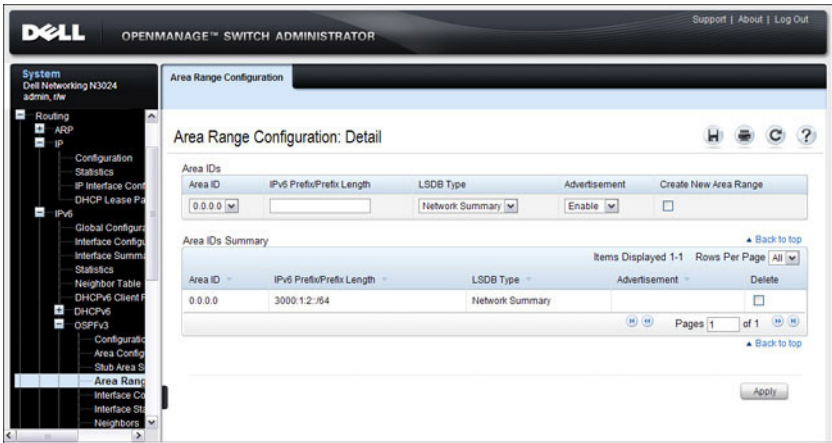 Support | About | Log Out
DELL OPENMANAGE™ SWITCH ADMINISTRATOR
System
Dell Networking N3024
admin, r/w
Routing
ARP
IP
Configuration
Statistics
IP Interface Conf
DHCP Lease Pa
IPv6
Global Configura
Interface Configu
Interface Summa
Statistics
Neighbor Table
DHCPv6 Client P
DHCPv6
OSPFv3
Configuratio
Area Config
Stub Area S
Area Rang
Interface Co
Interface Sta
Neighbors
Area Range Configuration
Area Range Configuration: Detail
Area IDs
Area ID IPv6 Prefix/Prefix Length LSDB Type Advertisement Create New Area Range
0.0.0.0 Network Summary Enable
Area IDs Summary Back to top
Items Displayed 1-1 Rows Per Page All
Area ID IPv6 Prefix/Prefix Length LSDB Type Advertisement Delete
0.0.0.0 3000:1:2::/64 Network Summary
Pages 1 of 1
Back to top
Apply